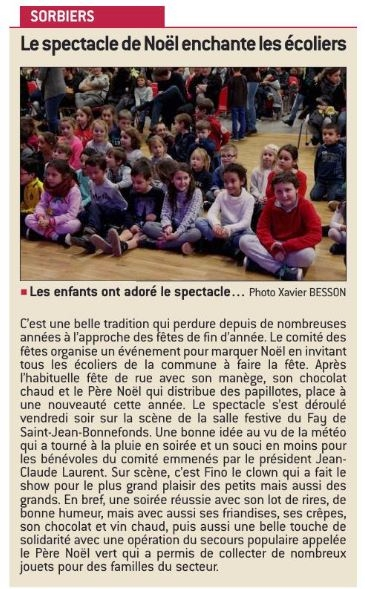 SORBIERS
Le spectacle de Noël enchante les écoliers
■ Les enfants ont adoré le spectacle... Photo Xavier BESSON
C'est une belle tradition qui perdure depuis de nombreuses
années à l'approche des fêtes de fin d'année. Le comité des
fêtes organise un événement pour marquer Noël en invitant
tous les écoliers de la commune à faire la fête. Après
l'habituelle fête de rue avec son manège, son chocolat
chaud et le Père Noël qui distribue des papillotes, place à
une nouveauté cette année. Le spectacle s'est déroulé
vendredi soir sur la scène de la salle festive du Fay de
Saint-Jean-Bonnefonds. Une bonne idée au vu de la météo
qui a tourné à la pluie en soirée et un souci en moins pour
les bénévoles du comité emmenés par le président Jean-
Claude Laurent. Sur scène, c'est Fino le clown qui a fait le
show pour le plus grand plaisir des petits mais aussi des
grands. En bref, une soirée réussie avec son lot de rires, de
bonne humeur, mais avec aussi ses friandises, ses crêpes,
son chocolat et vin chaud, puis aussi une belle touche de
solidarité avec une opération du secours populaire appelée
le Père Noël vert qui a permis de collecter de nombreux
jouets pour des familles du secteur.